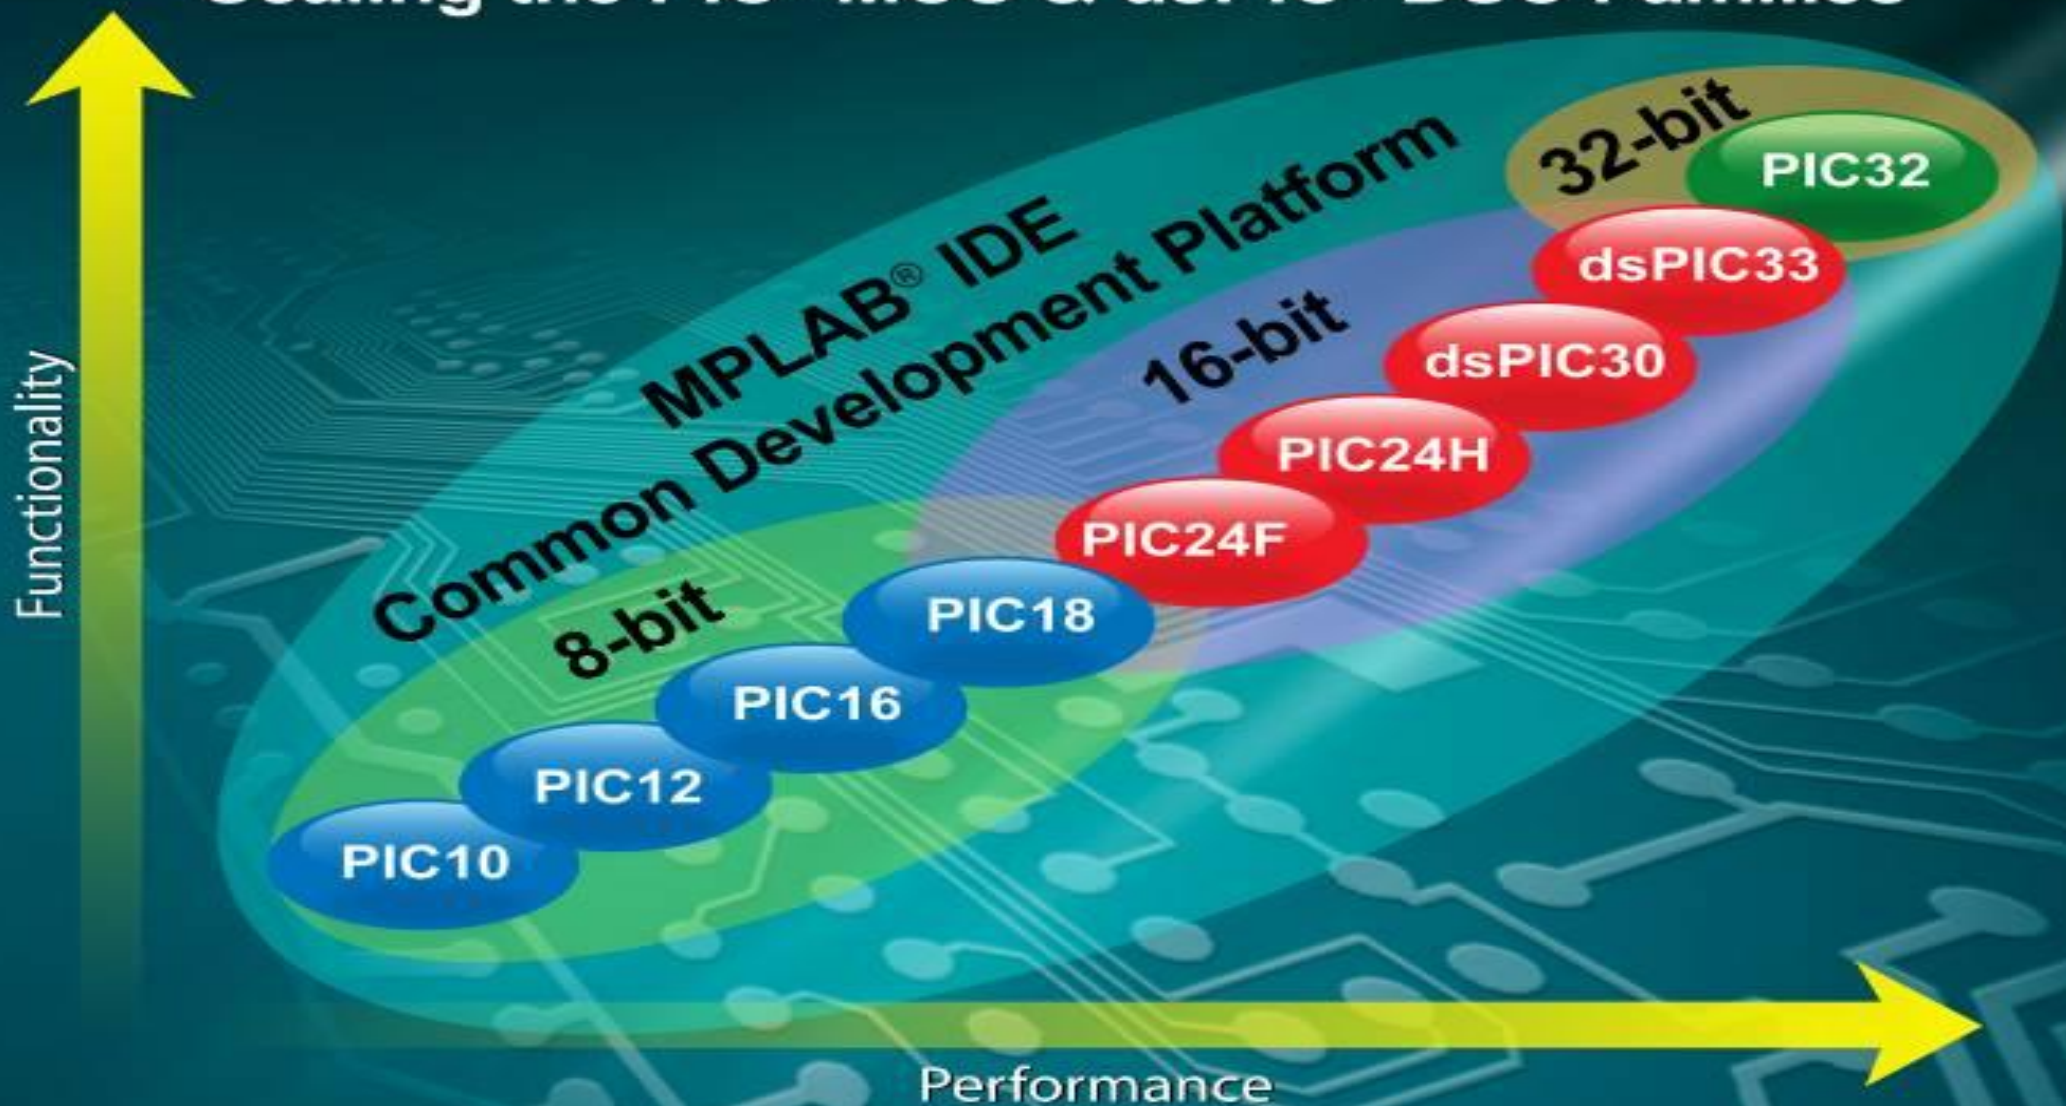 Functionality
MPLAB® IDE
Common Development Platform
32-bit
PIC32
dsPIC33
16-bit
dsPIC30
PIC24H
PIC24F
8-bit
PIC18
PIC16
PIC12
PIC10
Performance